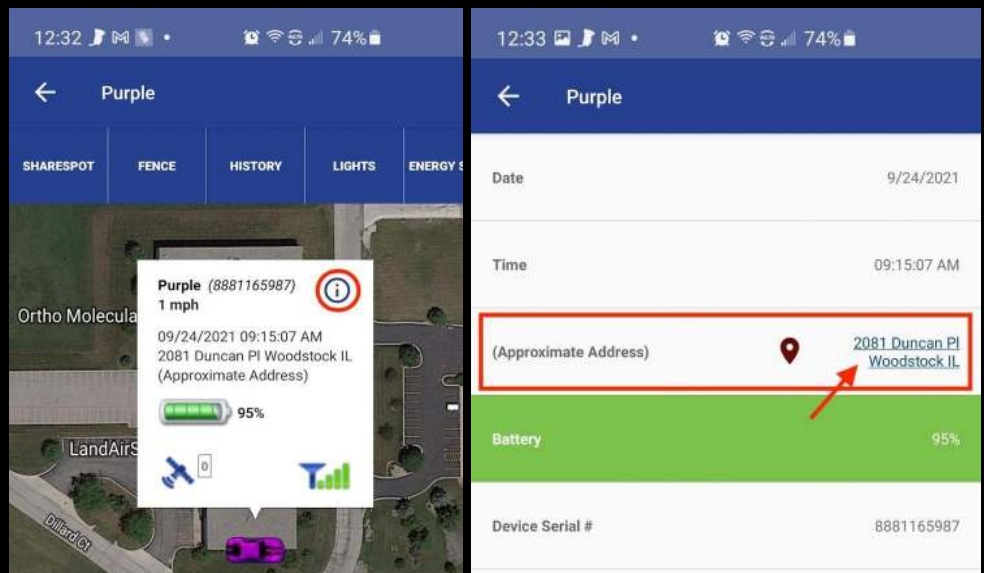 12:32
74%
Purple
SHARESPOT
FENCE
HISTORY
LIGHTS
ENERGY
Ortho Molecula
Purple (8881165987)
1 mph
09/24/2021 09:15:07 AM
2081 Duncan Pl Woodstock IL
(Approximate Address)
95%
0
LandAirS
Dillard Ct
12:33
74%
Purple
Date
9/24/2021
Time
09:15:07 AM
(Approximate Address)
2081 Duncan Pl
Woodstock IL
Battery
95%
Device Serial #
8881165987